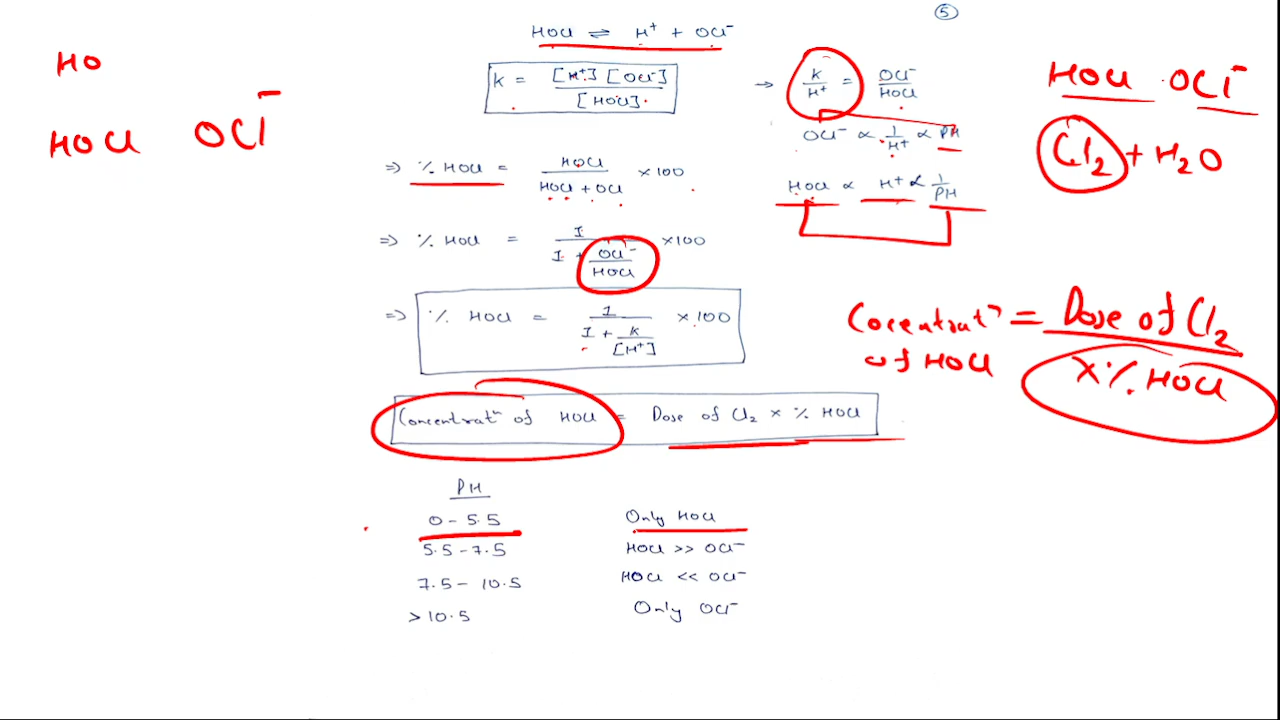 ⑤
HOCl ⇌ H⁺ + OCl⁻
K = [H⁺] [OCl⁻] / [HOCl]
→ K / H⁺ = OCl⁻ / HOCl
OCl⁻ ∝ 1 / H⁺ ∝ PH
HOCl ∝ H⁺ ∝ 1 / PH
⇒ % HOCl = HOCl / HOCl + OCl × 100
⇒ % HOCl = 1 / 1 + OCl⁻ / HOCl × 100
⇒ % HOCl = 1 / 1 + K / [H⁺] × 100
Concentratⁿ of HOCl = Dose of Cl₂ × % HOCl
PH
0 - 5.5 Only HOCl
5.5 - 7.5 HOCl >> OCl⁻
7.5 - 10.5 HOCl << OCl⁻
> 10.5 Only OCl⁻
HO
HOCl OCl⁻
HOCl · OCl⁻
Cl₂ + H₂O
Cocentratⁿ = Dose of Cl₂
of HOCl × % HOCl